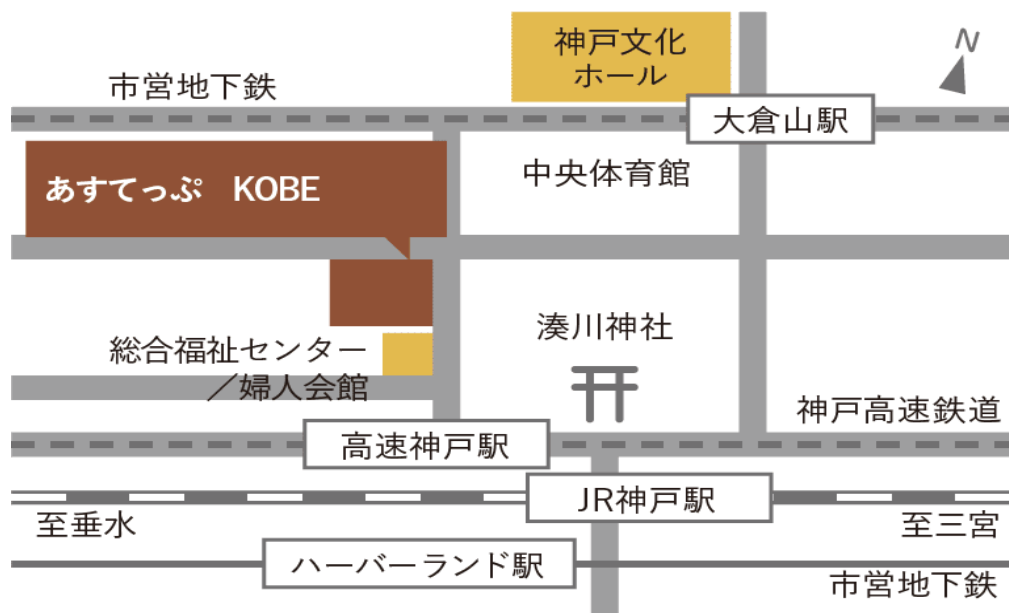 神戸文化
ホール
N
市営地下鉄
大倉山駅
あすてっぷ　KOBE
中央体育館
湊川神社
総合福祉センター
／婦人会館
神戸高速鉄道
高速神戸駅
JR神戸駅
至垂水
至三宮
ハーバーランド駅
市営地下鉄